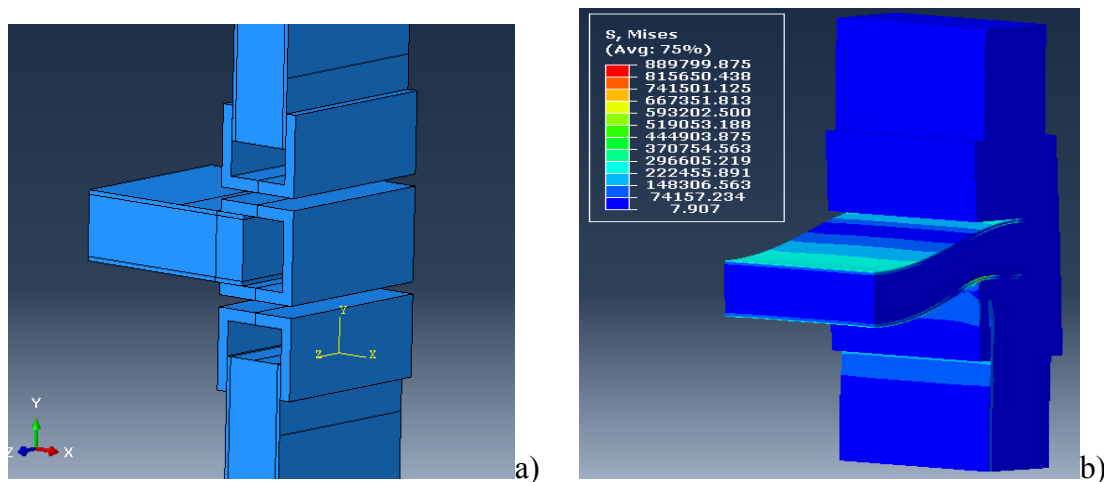 Y
Z
X
Y
Z
X
a)
S, Mises
(Avg: 75%)
889799.875
815650.438
741501.125
667351.813
593202.500
519053.188
444903.875
370754.563
296605.219
222455.891
148306.563
74157.234
7.907
b)